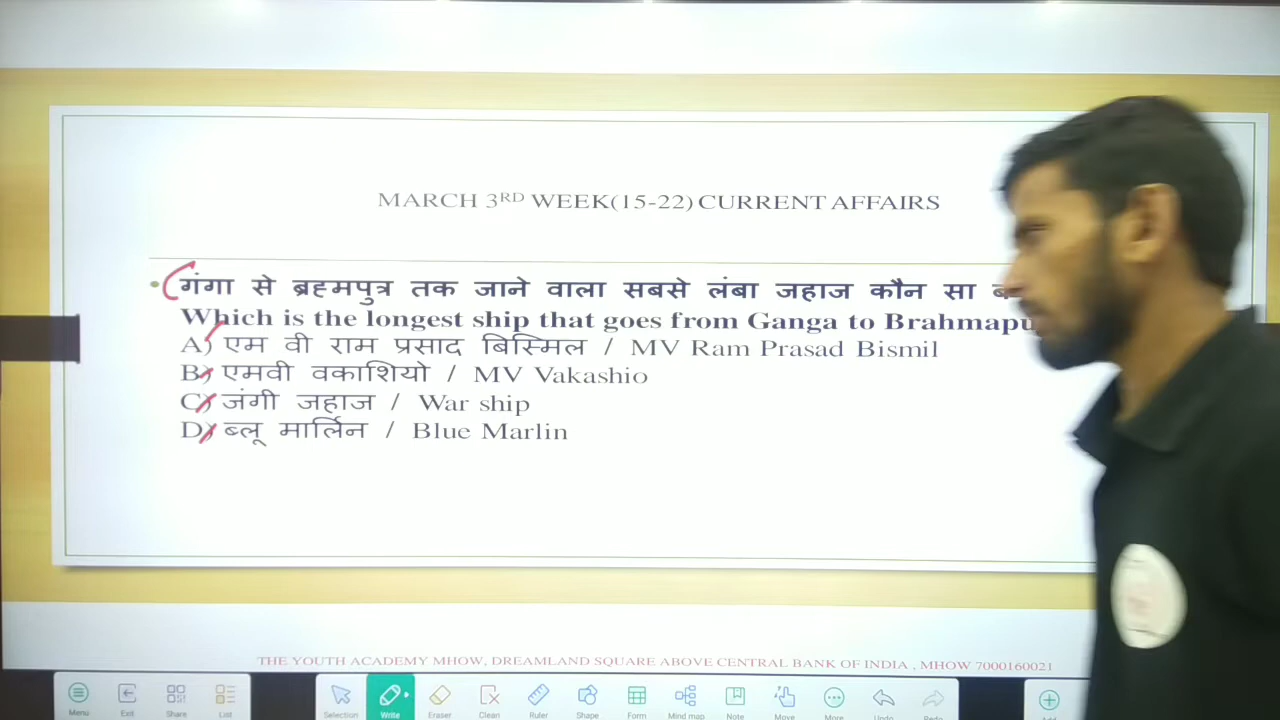 MARCH 3RD WEEK(15-22) CURRENT AFFAIRS
• गंगा से ब्रह्मपुत्र तक जाने वाला सबसे लंबा जहाज कौन सा
Which is the longest ship that goes from Ganga to
A) एम वी राम प्रसाद बिस्मिल / MV Ram Prasad Bismil
B) एमवी वकाशियो / MV Vakashio
C) जंगी जहाज / War ship
D) ब्लू मार्लिन / Blue Marlin
THE YOUTH ACADEMY MHOW, DREAMLAND SQUARE ABOVE CENTRAL BANK OF INDIA , MHOW 7000160021
Menu Exit Share List Selection Write Eraser Clean Ruler Shape Form Mind map Note Move More Undo Redo Add